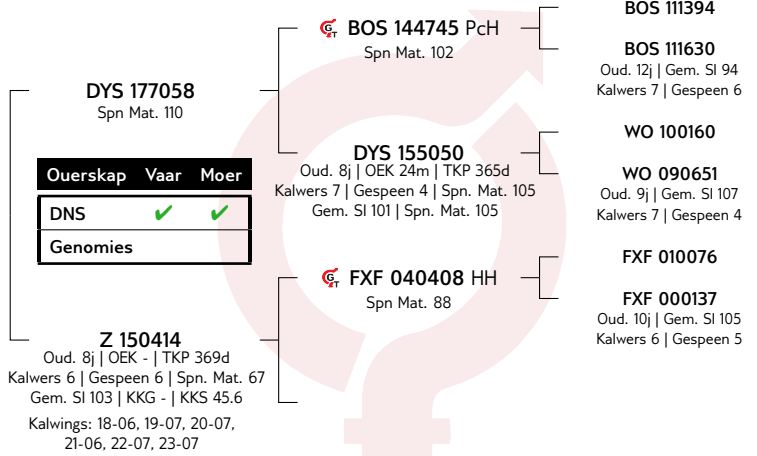 DYS 177058
Spn Mat. 110
Ouerskap Vaar Moer
DNS ✔ ✔
Genomies
Z 150414
Oud. 8j | OEK - | TKP 369d
Kalwers 6 | Gespeen 6 | Spn. Mat. 67
Gem. SI 103 | KKG - | KKS 45.6
Kalwings: 18-06, 19-07, 20-07,
21-06, 22-07, 23-07
GT BOS 144745 PcH
Spn Mat. 102
DYS 155050
Oud. 8j | OEK 24m | TKP 365d
Kalwers 7 | Gespeen 4 | Spn. Mat. 105
Gem. SI 101 | Spn. Mat. 105
GT FXF 040408 HH
Spn Mat. 88
BOS 111394
BOS 111630
Oud. 12j | Gem. SI 94
Kalwers 7 | Gespeen 6
WO 100160
WO 090651
Oud. 9j | Gem. SI 107
Kalwers 7 | Gespeen 4
FXF 010076
FXF 000137
Oud. 10j | Gem. SI 105
Kalwers 6 | Gespeen 5